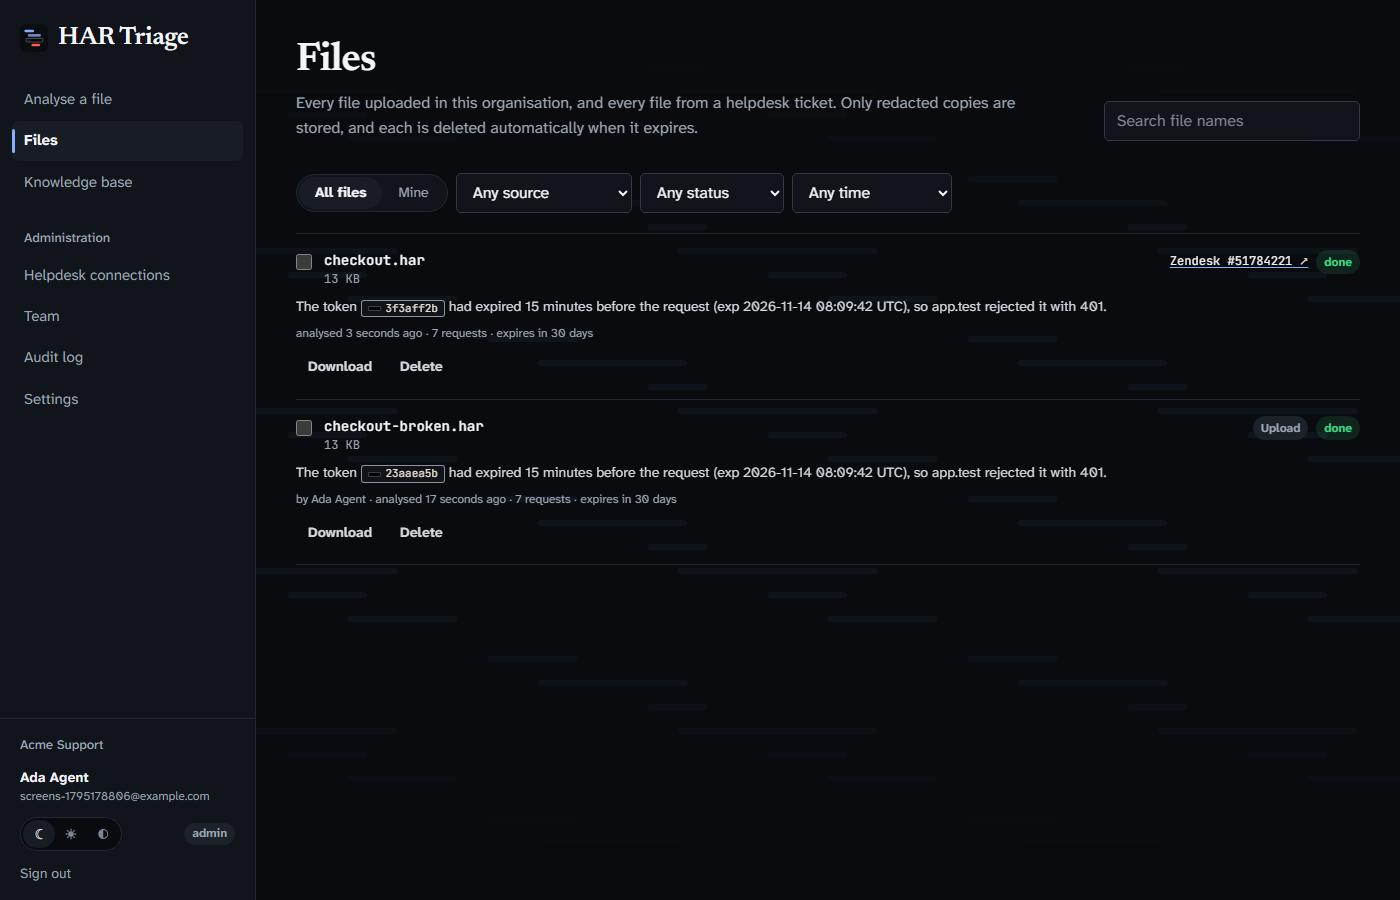 HAR Triage
Analyse a file
Files
Knowledge base
Administration
Helpdesk connections
Team
Audit log
Settings
Acme Support
Ada Agent
screens-1795178806@example.com
admin
Sign out
Files
Every file uploaded in this organisation, and every file from a helpdesk ticket. Only redacted copies are
stored, and each is deleted automatically when it expires.
Search file names
All files Mine Any source Any status Any time
checkout.har Zendesk #51784221 ↗ done
13 KB
The token 3f3aff2b had expired 15 minutes before the request (exp 2026-11-14 08:09:42 UTC), so app.test rejected it with 401.
analysed 3 seconds ago · 7 requests · expires in 30 days
Download Delete
checkout-broken.har Upload done
13 KB
The token 23aaea5b had expired 15 minutes before the request (exp 2026-11-14 08:09:42 UTC), so app.test rejected it with 401.
by Ada Agent · analysed 17 seconds ago · 7 requests · expires in 30 days
Download Delete